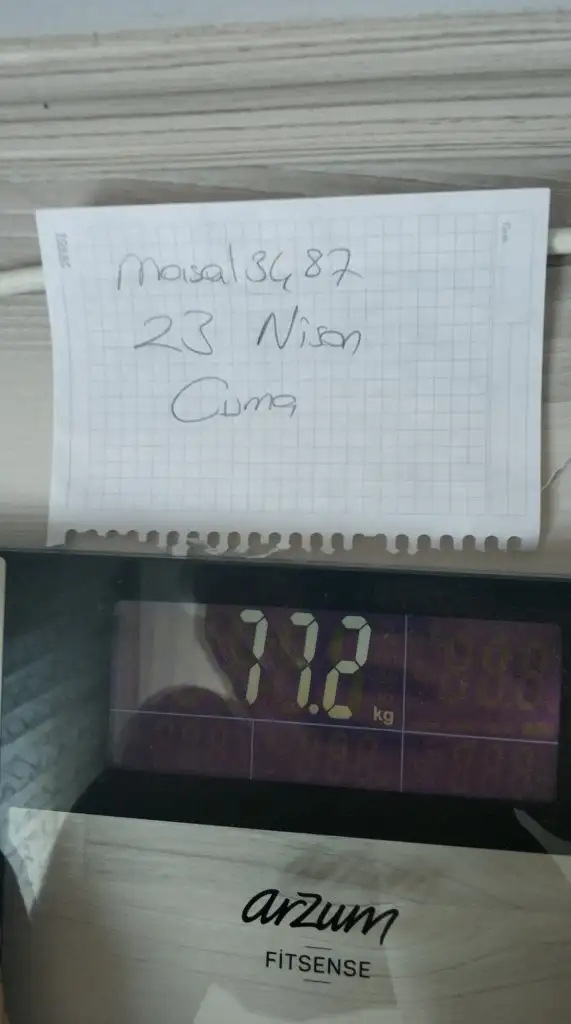 masal3487
23 Nisan
Cuma
77.2 kg
arzum
FİTSENSE